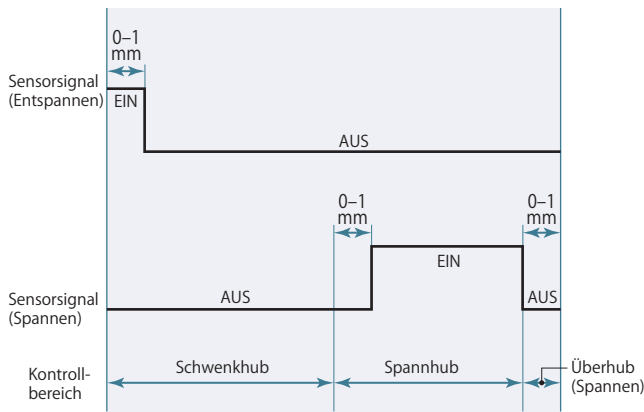 0–1
mm
Sensorsignal
(Entspannen)
EIN
AUS
0–1
mm
0–1
mm
EIN
Sensorsignal
(Spannen)
AUS
AUS
Kontroll-
bereich
Schwenkhub
Spannhub
Überhub
(Spannen)